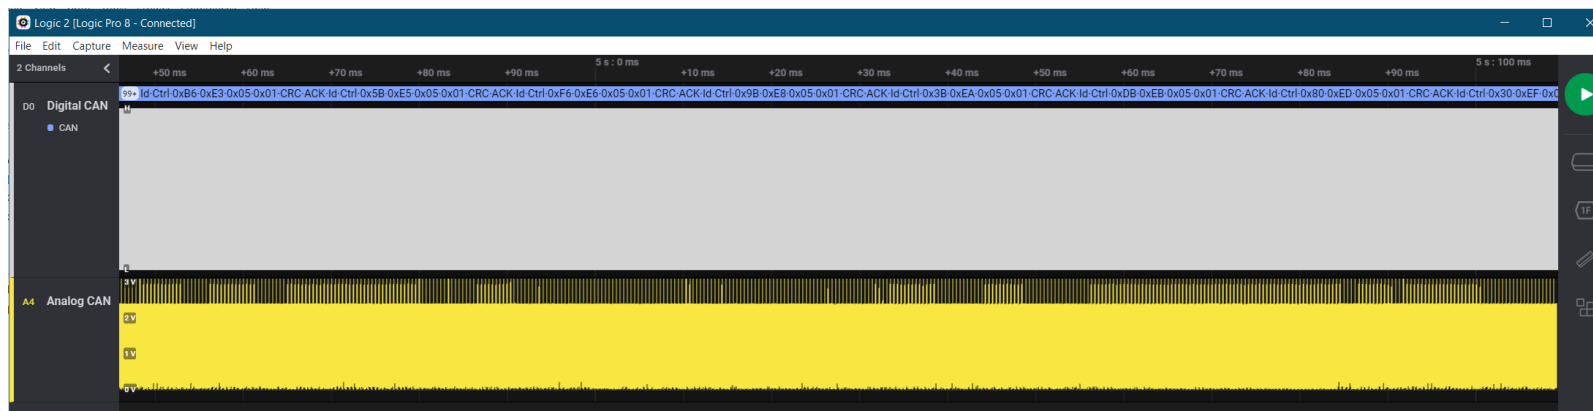 Logic 2 [Logic Pro 8 - Connected]
File Edit Capture Measure View Help
2 Channels
5 s : 0 ms
5 s : 100 ms
+50 ms +60 ms +70 ms +80 ms +90 ms +10 ms +20 ms +30 ms +40 ms +50 ms +60 ms +70 ms +80 ms +90 ms
99+ Id·Ctrl·0xB6·0xE3·0x05·0x01·CRC·ACK·Id·Ctrl·0x5B·0xE5·0x05·0x01·CRC·ACK·Id·Ctrl·0xF6·0xE6·0x05·0x01·CRC·ACK·Id·Ctrl·0x9B·0xE8·0x05·0x01·CRC·ACK·Id·Ctrl·0x3B·0xEA·0x05·0x01·CRC·ACK·Id·Ctrl·0xDB·0xEB·0x05·0x01·CRC·ACK·Id·Ctrl·0x80·0xED·0x05·0x01·CRC·ACK·Id·Ctrl·0x30·0xEF·
D0 Digital CAN
H
CAN
1F
L
3 V
A4 Analog CAN
2 V
1 V
0 V